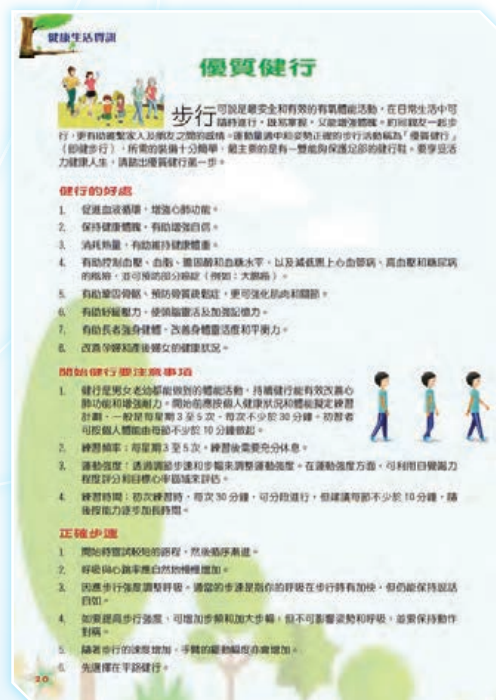 健康生活資訊
優質健行
步行可說是最安全和有效的有氧體能活動，在日常生活中可
隨時進行，既易掌握，又能增強體魄。約同親友一起步
行，更有助聯繫家人及朋友之間的感情。運動量適中和姿勢正確的步行活動稱為「優質健行」
（即健步行），所需的裝備十分簡單，最主要的是有一雙能夠保護足部的健行鞋。要享受活
力健康人生，請踏出優質健行第一步。
健行的好處
1. 促進血液循環，增強心肺功能。
2. 保持健康體魄，有助增強自信。
3. 消耗熱量，有助維持健康體重。
4. 有助控制血壓、血脂、膽固醇和血糖水平，以及減低患上心血管病、高血壓和糖尿病
的危險，並可預防部分癌症（例如：大腸癌）。
5. 有助鞏固骨骼、預防骨質疏鬆症，更可強化肌肉和關節。
6. 有助紓緩壓力，使頭腦靈活及加強記憶力。
7. 有助長者強身健體，改善身體靈活度和平衡力。
8. 改善孕婦和產後婦女的健康狀況。
開始健行要注意事項
1. 健行是男女老幼都能做到的體能活動，持續健行能有效改善心
肺功能和增強耐力。開始前應按個人健康狀況和體能擬定練習
計劃，一般是每星期 3 至 5 次，每次不少於 30 分鐘。初習者
可按個人體能由每節不少於 10 分鐘做起。
2. 練習頻率：每星期 3 至 5 次，練習後需要充分休息。
3. 運動強度：透過調節步速和步幅來調整運動強度。在運動強度方面，可利用自覺竭力
程度評分和目標心率區域來評估。
4. 練習時間：初次練習時，每次 30 分鐘，可分段進行，但建議每節不少於 10 分鐘，隨
後按能力逐步加長時間。
正確步速
1. 開始時嘗試較短的路程，然後循序漸進。
2. 呼吸與心跳率應自然地慢慢增加。
3. 因應步行強度調整呼吸。適當的步速是指你的呼吸在步行時有加快，但仍能保持說話
自如。
4. 如要提高步行強度，可增加步頻和加大步幅，但不可影響姿勢和呼吸，並要保持動作
對稱。
5. 隨著步行的速度增加，手臂的擺動幅度亦會增加。
6. 先選擇在平路健行。
20